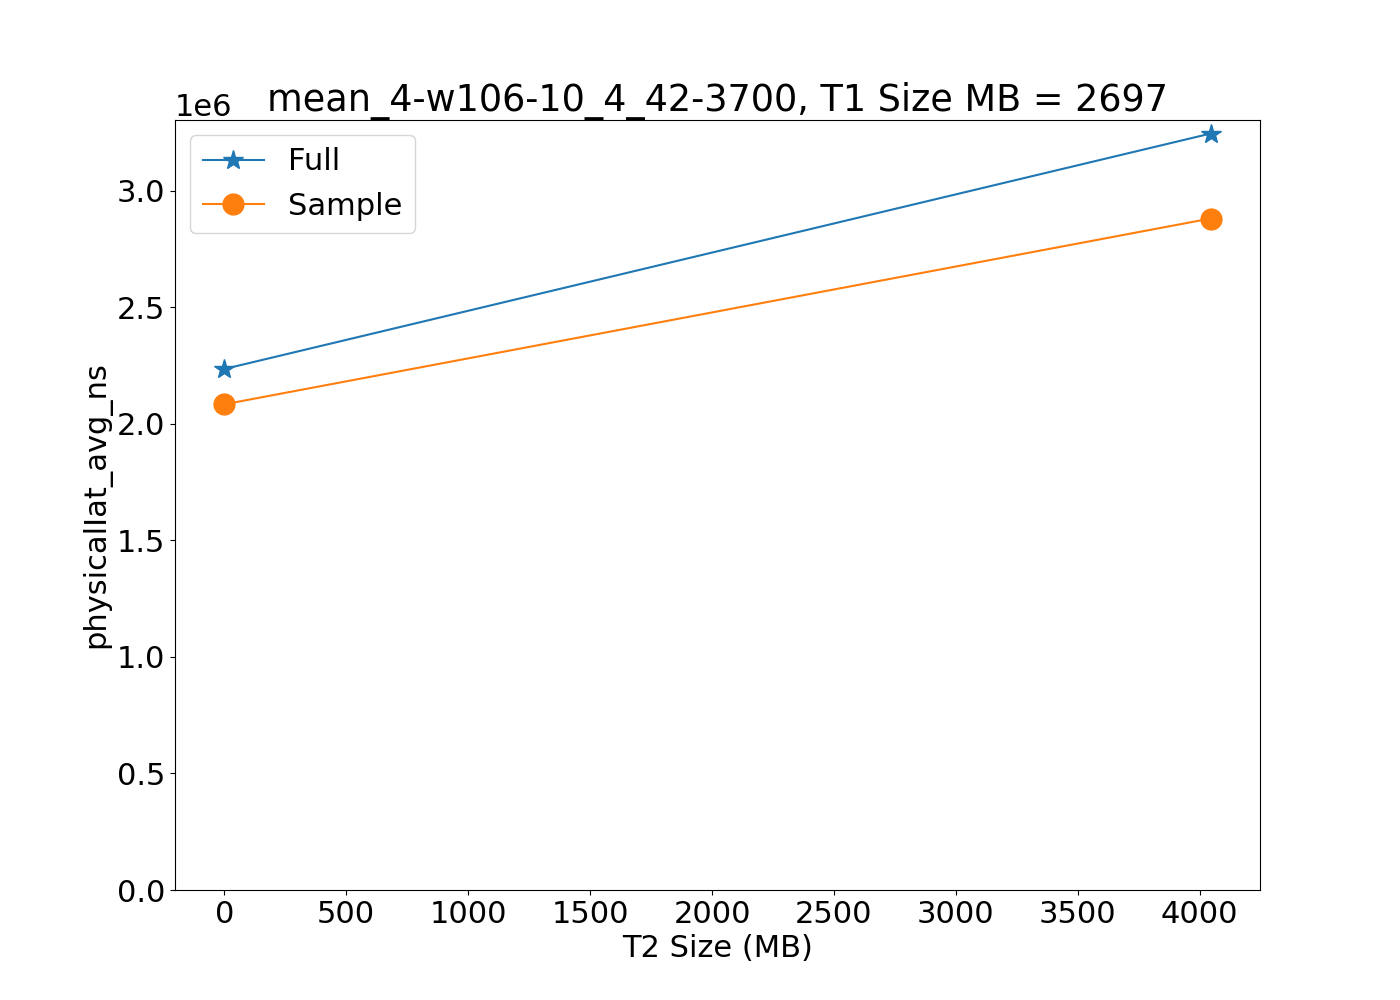 1e6
mean_4-w106-10_4_42-3700, T1 Size MB = 2697
Full
Sample
physicallat_avg_ns
3.0
2.5
2.0
1.5
1.0
0.5
0.0
0 500 1000 1500 2000 2500 3000 3500 4000
T2 Size (MB)